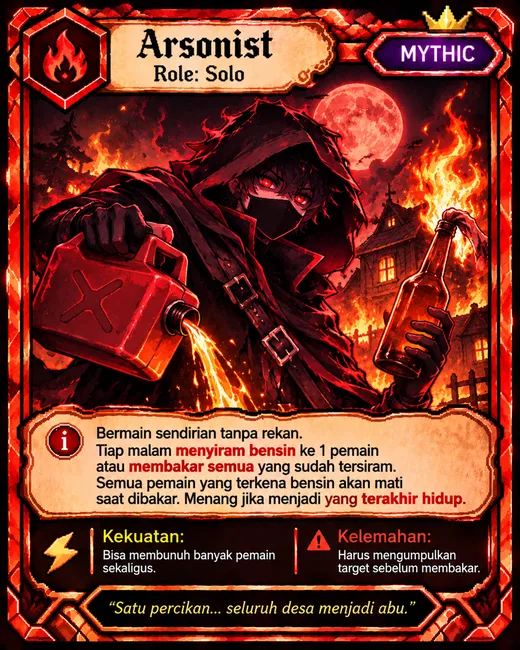 Arsonist
Role: Solo
MYTHIC
i
Bermain sendirian tanpa rekan.
Tiap malam menyiram bensin ke 1 pemain
atau membakar semua yang sudah tersiram.
Semua pemain yang terkena bensin akan mati
saat dibakar. Menang jika menjadi yang terakhir hidup.
Kekuatan:
Bisa membunuh banyak pemain
sekaligus.
Kelemahan:
Harus mengumpulkan
target sebelum membakar.
"Satu percikan... seluruh desa menjadi abu."